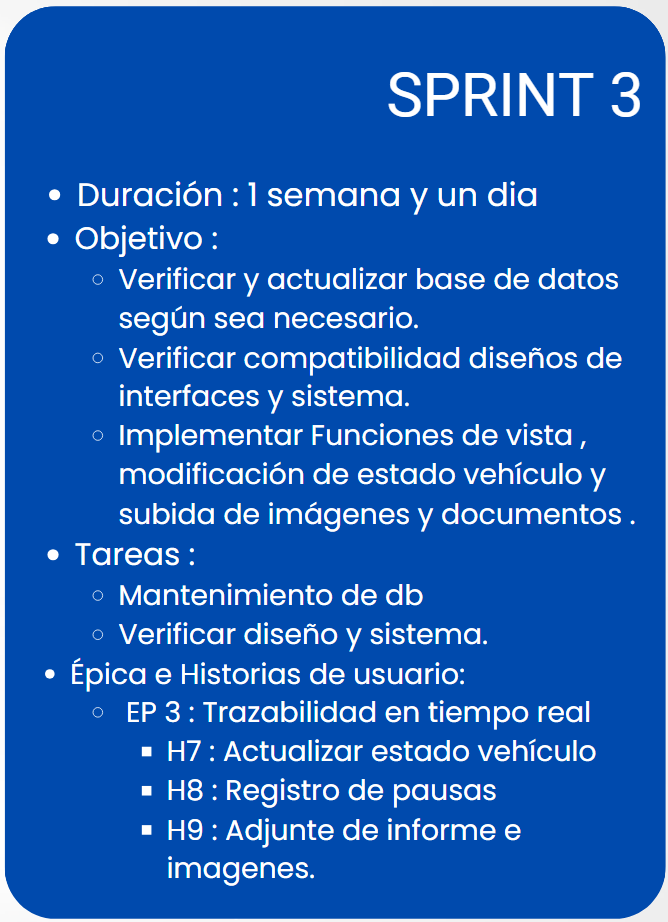 SPRINT 3
• Duración : 1 semana y un dia
• Objetivo :
○ Verificar y actualizar base de datos
según sea necesario.
○ Verificar compatibilidad diseños de
interfaces y sistema.
○ Implementar Funciones de vista ,
modificación de estado vehículo y
subida de imágenes y documentos .
• Tareas :
○ Mantenimiento de db
○ Verificar diseño y sistema.
• Épica e Historias de usuario:
○ EP 3 : Trazabilidad en tiempo real
▪ H7 : Actualizar estado vehículo
▪ H8 : Registro de pausas
▪ H9 : Adjunte de informe e
imagenes.